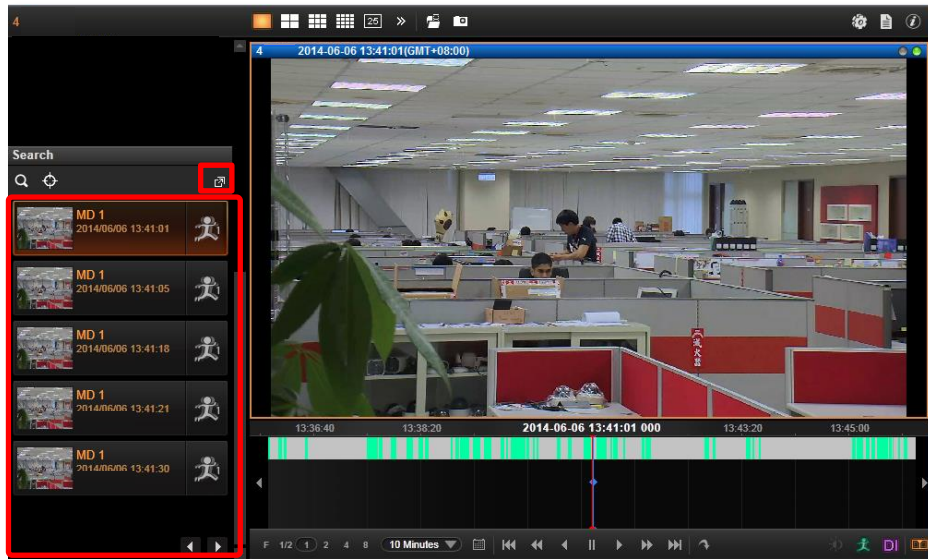 4
25
4 2014-06-06 13:41:01(GMT+08:00)
Search
MD 1
2014/06/06 13:41:01
MD 1
2014/06/06 13:41:05
MD 1
2014/06/06 13:41:18
MD 1
2014/06/06 13:41:21
MD 1
2014/06/06 13:41:30
滅火器
13:36:40 13:38:20 2014-06-06 13:41:01 000 13:43:20 13:45:00
F 1/2 1 2 4 8 10 Minutes DI